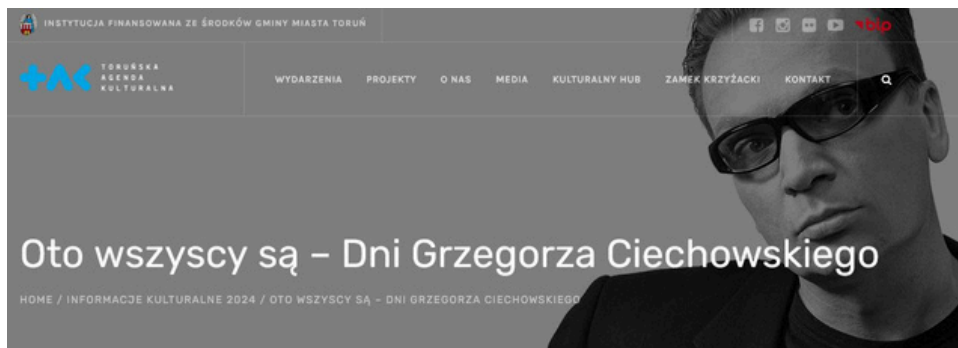 INSTYTUCJA FINANSOWANA ZE ŚRODKÓW GMINY MIASTA TORUŃ
bip
TAK
TORUŃSKA
AGENDA
KULTURALNA
WYDARZENIA PROJEKTY O NAS MEDIA KULTURALNY HUB ZAMEK KRZYŻACKI KONTAKT
Oto wszyscy są – Dni Grzegorza Ciechowskiego
HOME / INFORMACJE KULTURALNE 2024 / OTO WSZYSCY SĄ – DNI GRZEGORZA CIECHOWSKIEGO